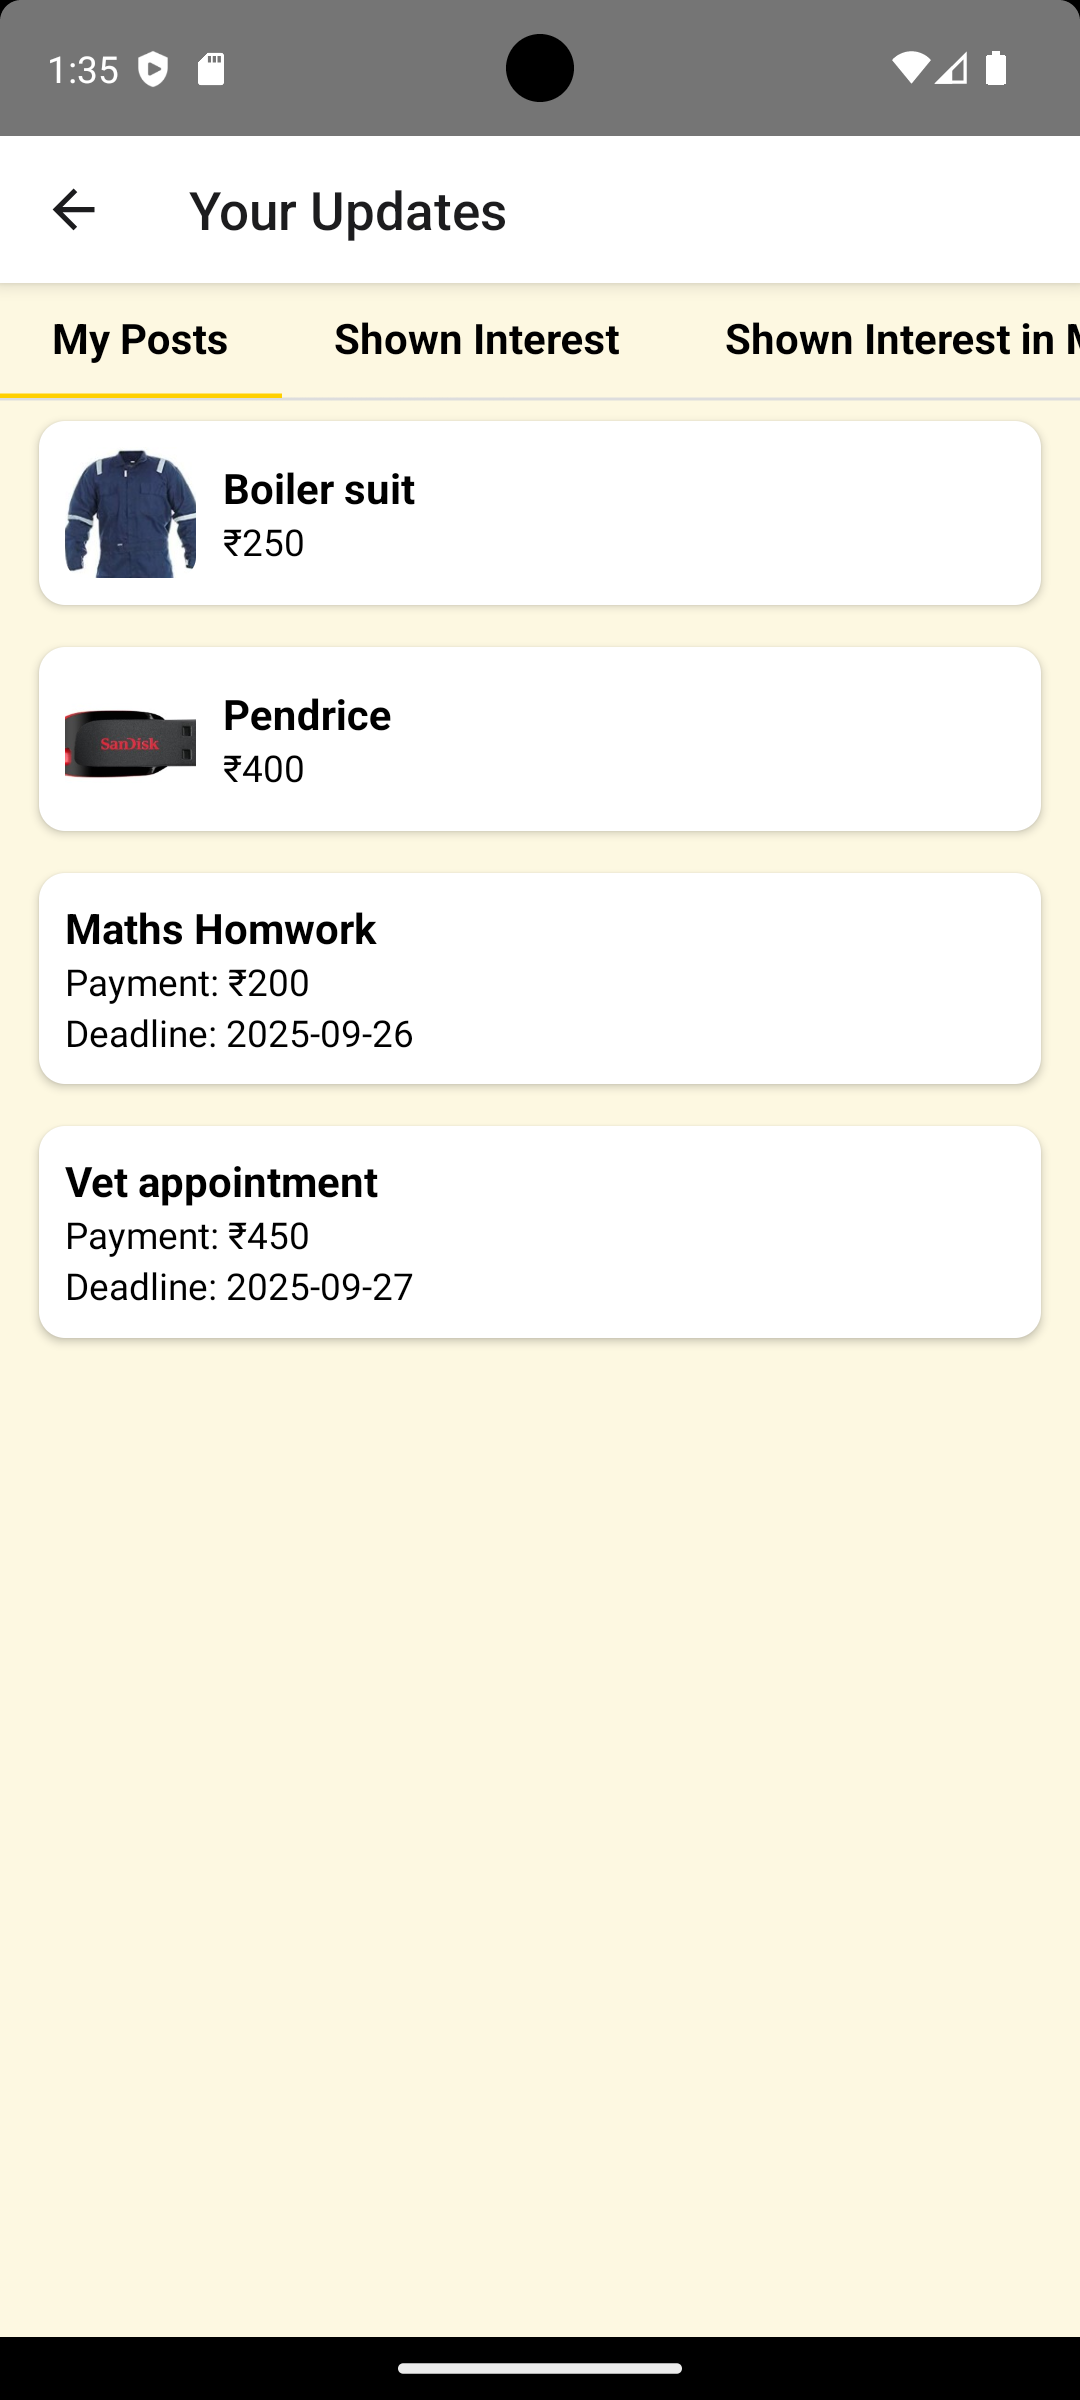 1:35
Your Updates
My Posts Shown Interest Shown Interest in
Boiler suit
₹250
SanDisk
Pendrice
₹400
Maths Homwork
Payment: ₹200
Deadline: 2025-09-26
Vet appointment
Payment: ₹450
Deadline: 2025-09-27